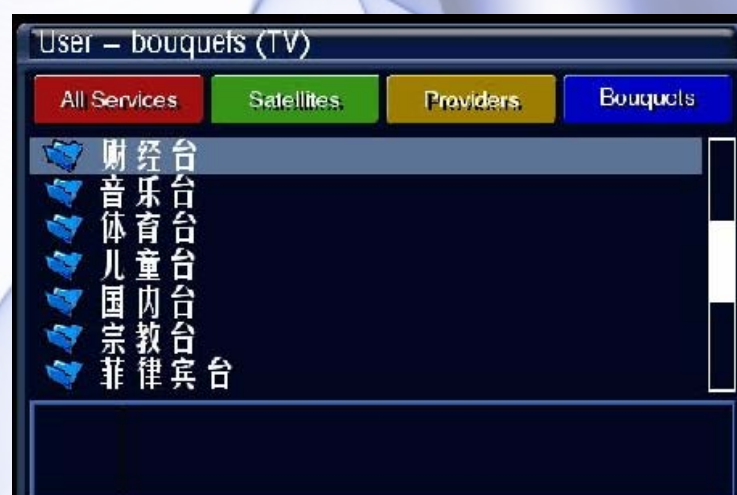 User – bouquets (TV)
All Services Satellites Providers Bouquets
财经台
音乐台
体育台
儿童台
国内台
宗教台
菲律宾台